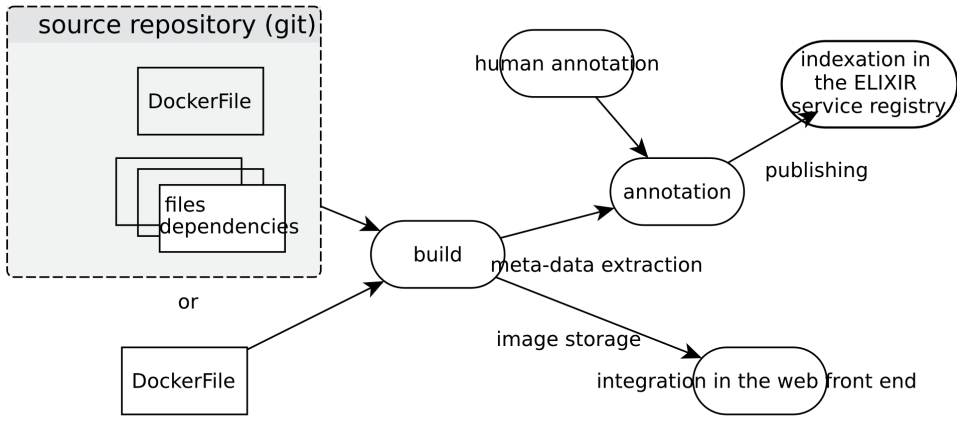 source repository (git)
DockerFile
files
dependencies
or
DockerFile
build
human annotation
annotation
indexation in
the ELIXIR
service registry
publishing
meta-data extraction
image storage
integration in the web front end